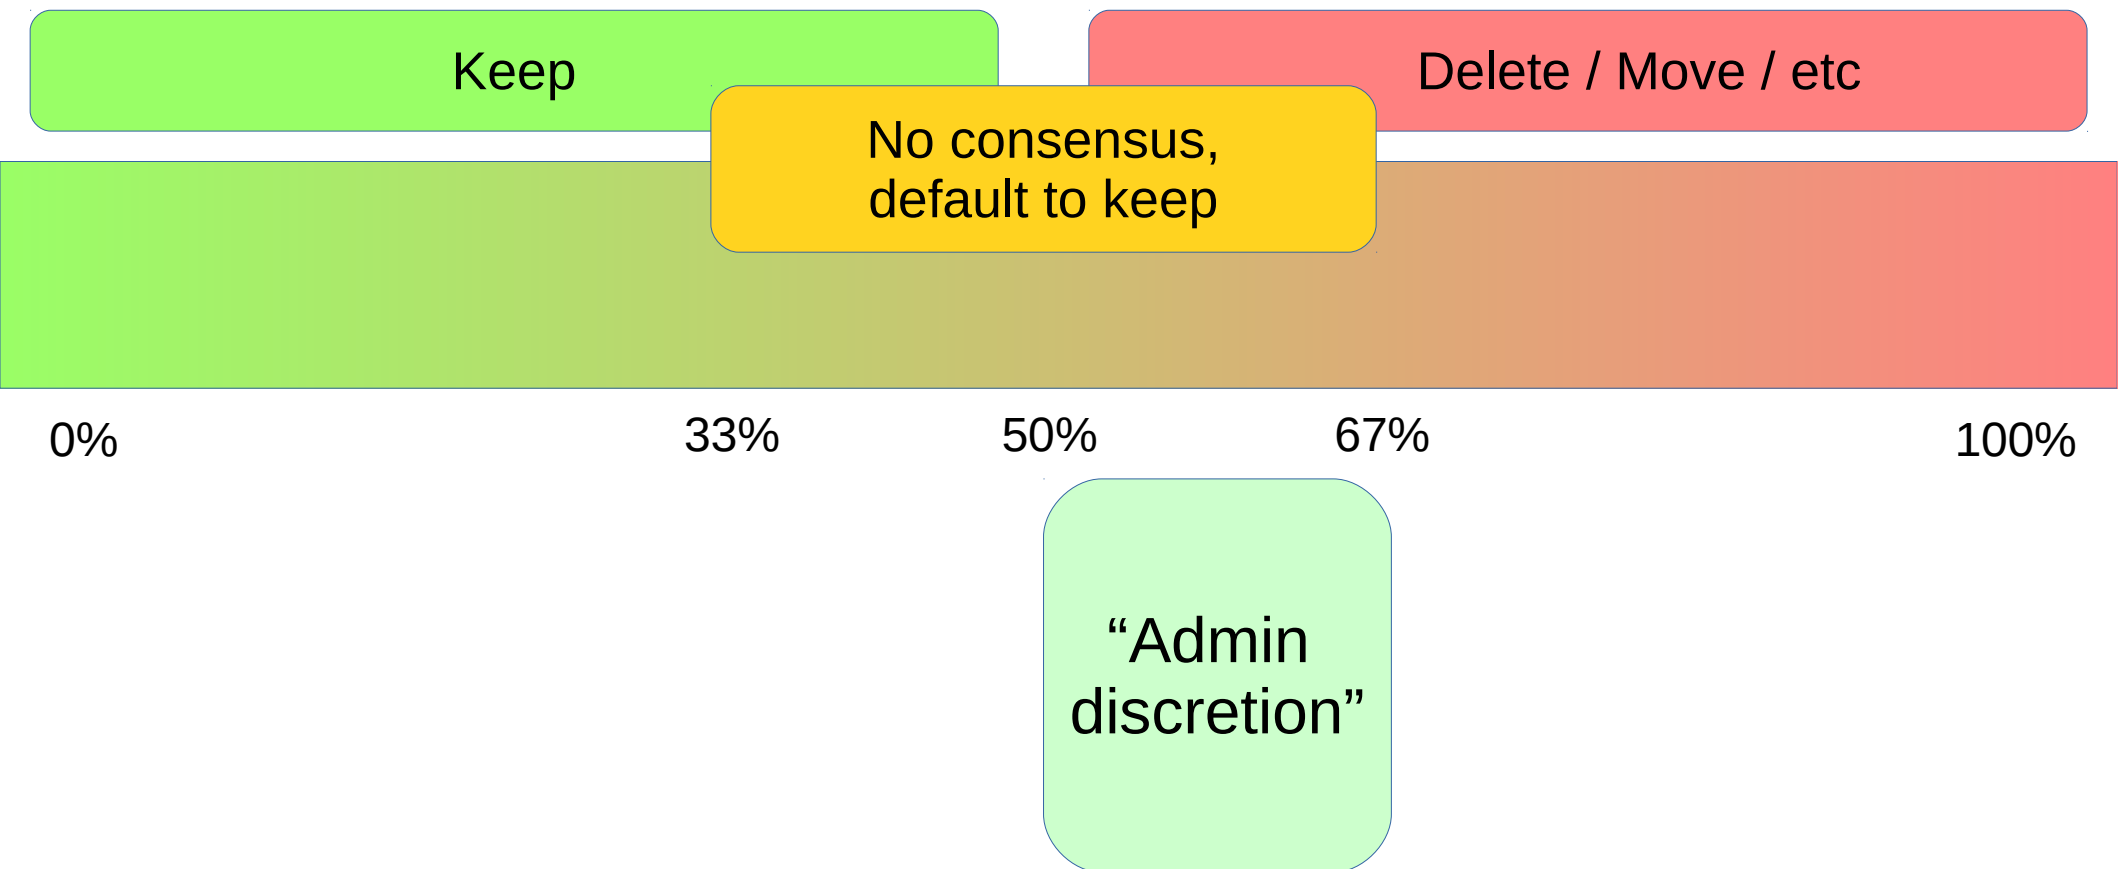 Keep
Delete / Move / etc
No consensus,
default to keep
0%
33%
50%
67%
100%
“Admin
discretion”